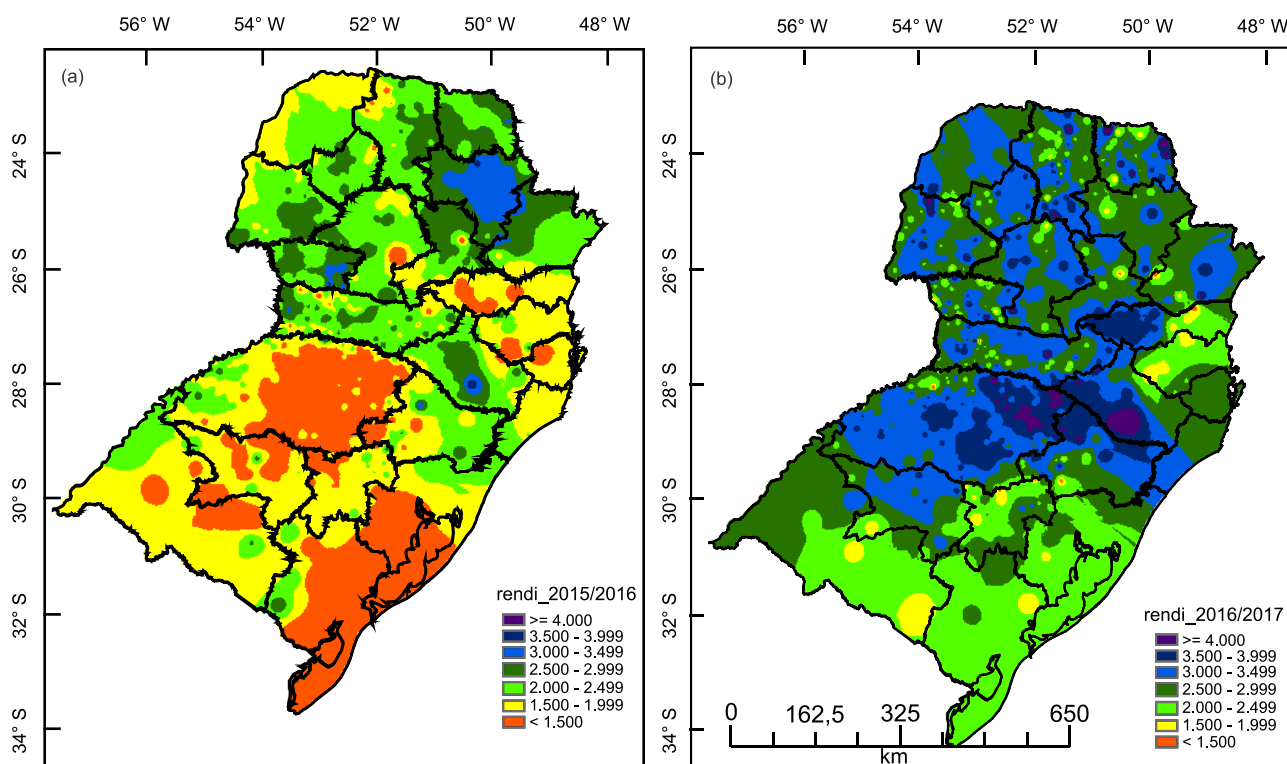 56° W 54° W 52° W 50° W 48° W
(a)
24° S
26° S
28° S
30° S
32° S
34° S
rendi_2015/2016
>= 4.000
3.500 - 3.999
3.000 - 3.499
2.500 - 2.999
2.000 - 2.499
1.500 - 1.999
< 1.500
56° W 54° W 52° W 50° W 48° W
(b)
24° S
26° S
28° S
30° S
32° S
34° S
rendi_2016/2017
>= 4.000
3.500 - 3.999
3.000 - 3.499
2.500 - 2.999
2.000 - 2.499
1.500 - 1.999
< 1.500
0 162,5 325 650
km